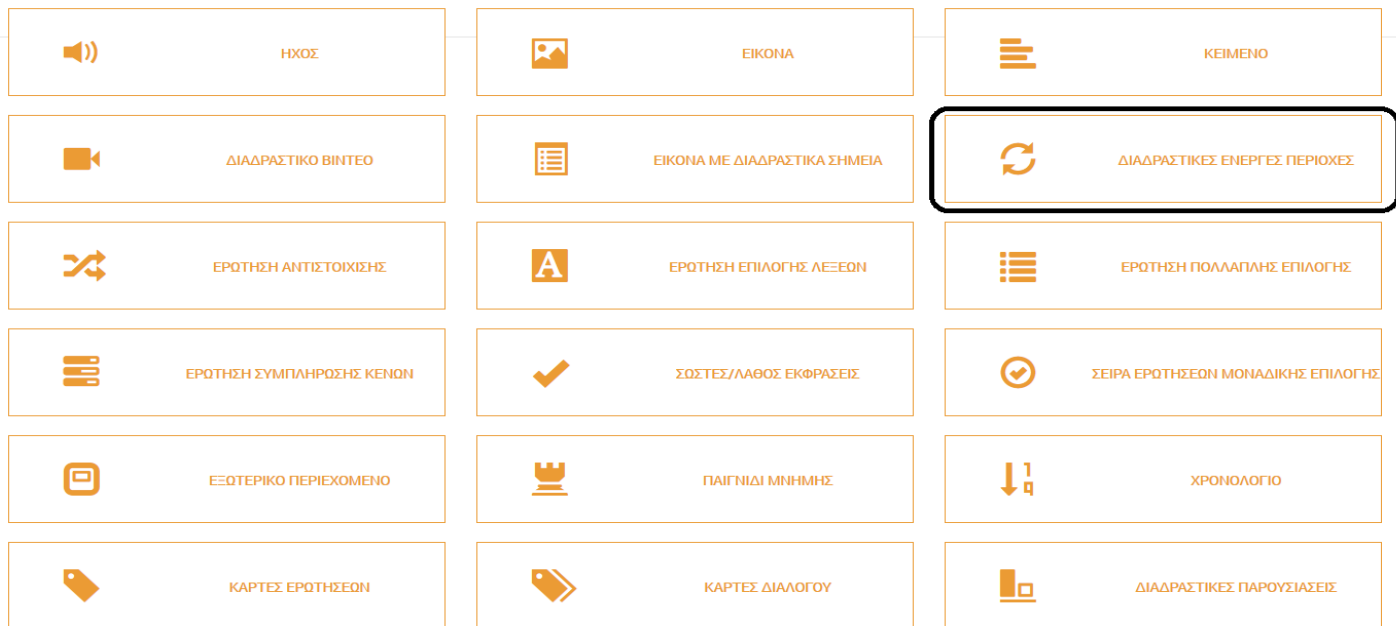 ΗΧΟΣ
ΕΙΚΟΝΑ
ΚΕΙΜΕΝΟ
ΔΙΑΔΡΑΣΤΙΚΟ ΒΙΝΤΕΟ
ΕΙΚΟΝΑ ΜΕ ΔΙΑΔΡΑΣΤΙΚΑ ΣΗΜΕΙΑ
ΔΙΑΔΡΑΣΤΙΚΕΣ ΕΝΕΡΓΕΣ ΠΕΡΙΟΧΕΣ
ΕΡΩΤΗΣΗ ΑΝΤΙΣΤΟΙΧΙΣΗΣ
ΕΡΩΤΗΣΗ ΕΠΙΛΟΓΗΣ ΛΕΞΕΩΝ
ΕΡΩΤΗΣΗ ΠΟΛΛΑΠΛΗΣ ΕΠΙΛΟΓΗΣ
ΕΡΩΤΗΣΗ ΣΥΜΠΛΗΡΩΣΗΣ ΚΕΝΩΝ
ΣΩΣΤΕΣ/ΛΑΘΟΣ ΕΚΦΡΑΣΕΙΣ
ΣΕΙΡΑ ΕΡΩΤΗΣΕΩΝ ΜΟΝΑΔΙΚΗΣ ΕΠΙΛΟΓΗΣ
ΕΞΩΤΕΡΙΚΟ ΠΕΡΙΕΧΟΜΕΝΟ
ΠΑΙΓΝΙΔΙ ΜΝΗΜΗΣ
ΧΡΟΝΟΛΟΓΙΟ
ΚΑΡΤΕΣ ΕΡΩΤΗΣΕΩΝ
ΚΑΡΤΕΣ ΔΙΑΛΟΓΟΥ
ΔΙΑΔΡΑΣΤΙΚΕΣ ΠΑΡΟΥΣΙΑΣΕΙΣ